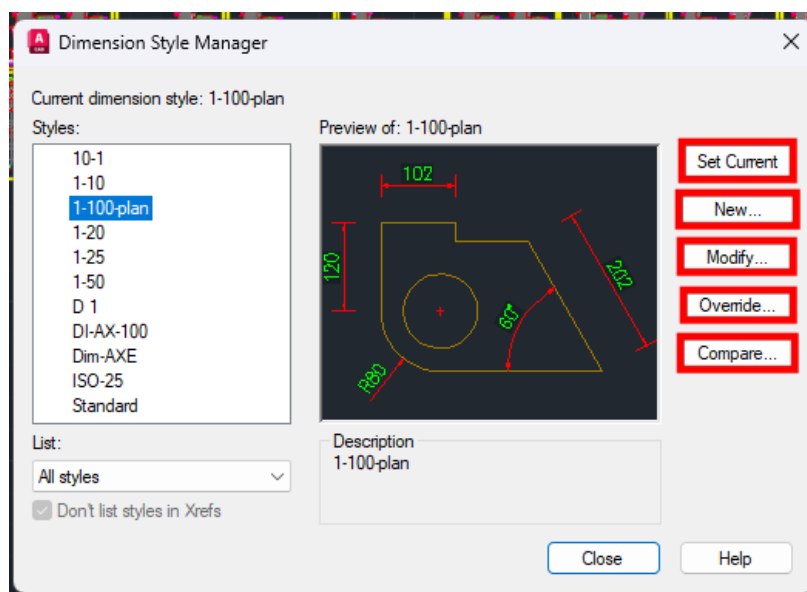 Dimension Style Manager
Current dimension style: 1-100-plan
Styles:
10-1
1-10
1-100-plan
1-20
1-25
1-50
D 1
DI-AX-100
Dim-AXE
ISO-25
Standard
Preview of: 1-100-plan
102
120
202
60°
R80
Set Current
New...
Modify...
Override...
Compare...
List:
All styles
Don't list styles in Xrefs
Description
1-100-plan
Close
Help